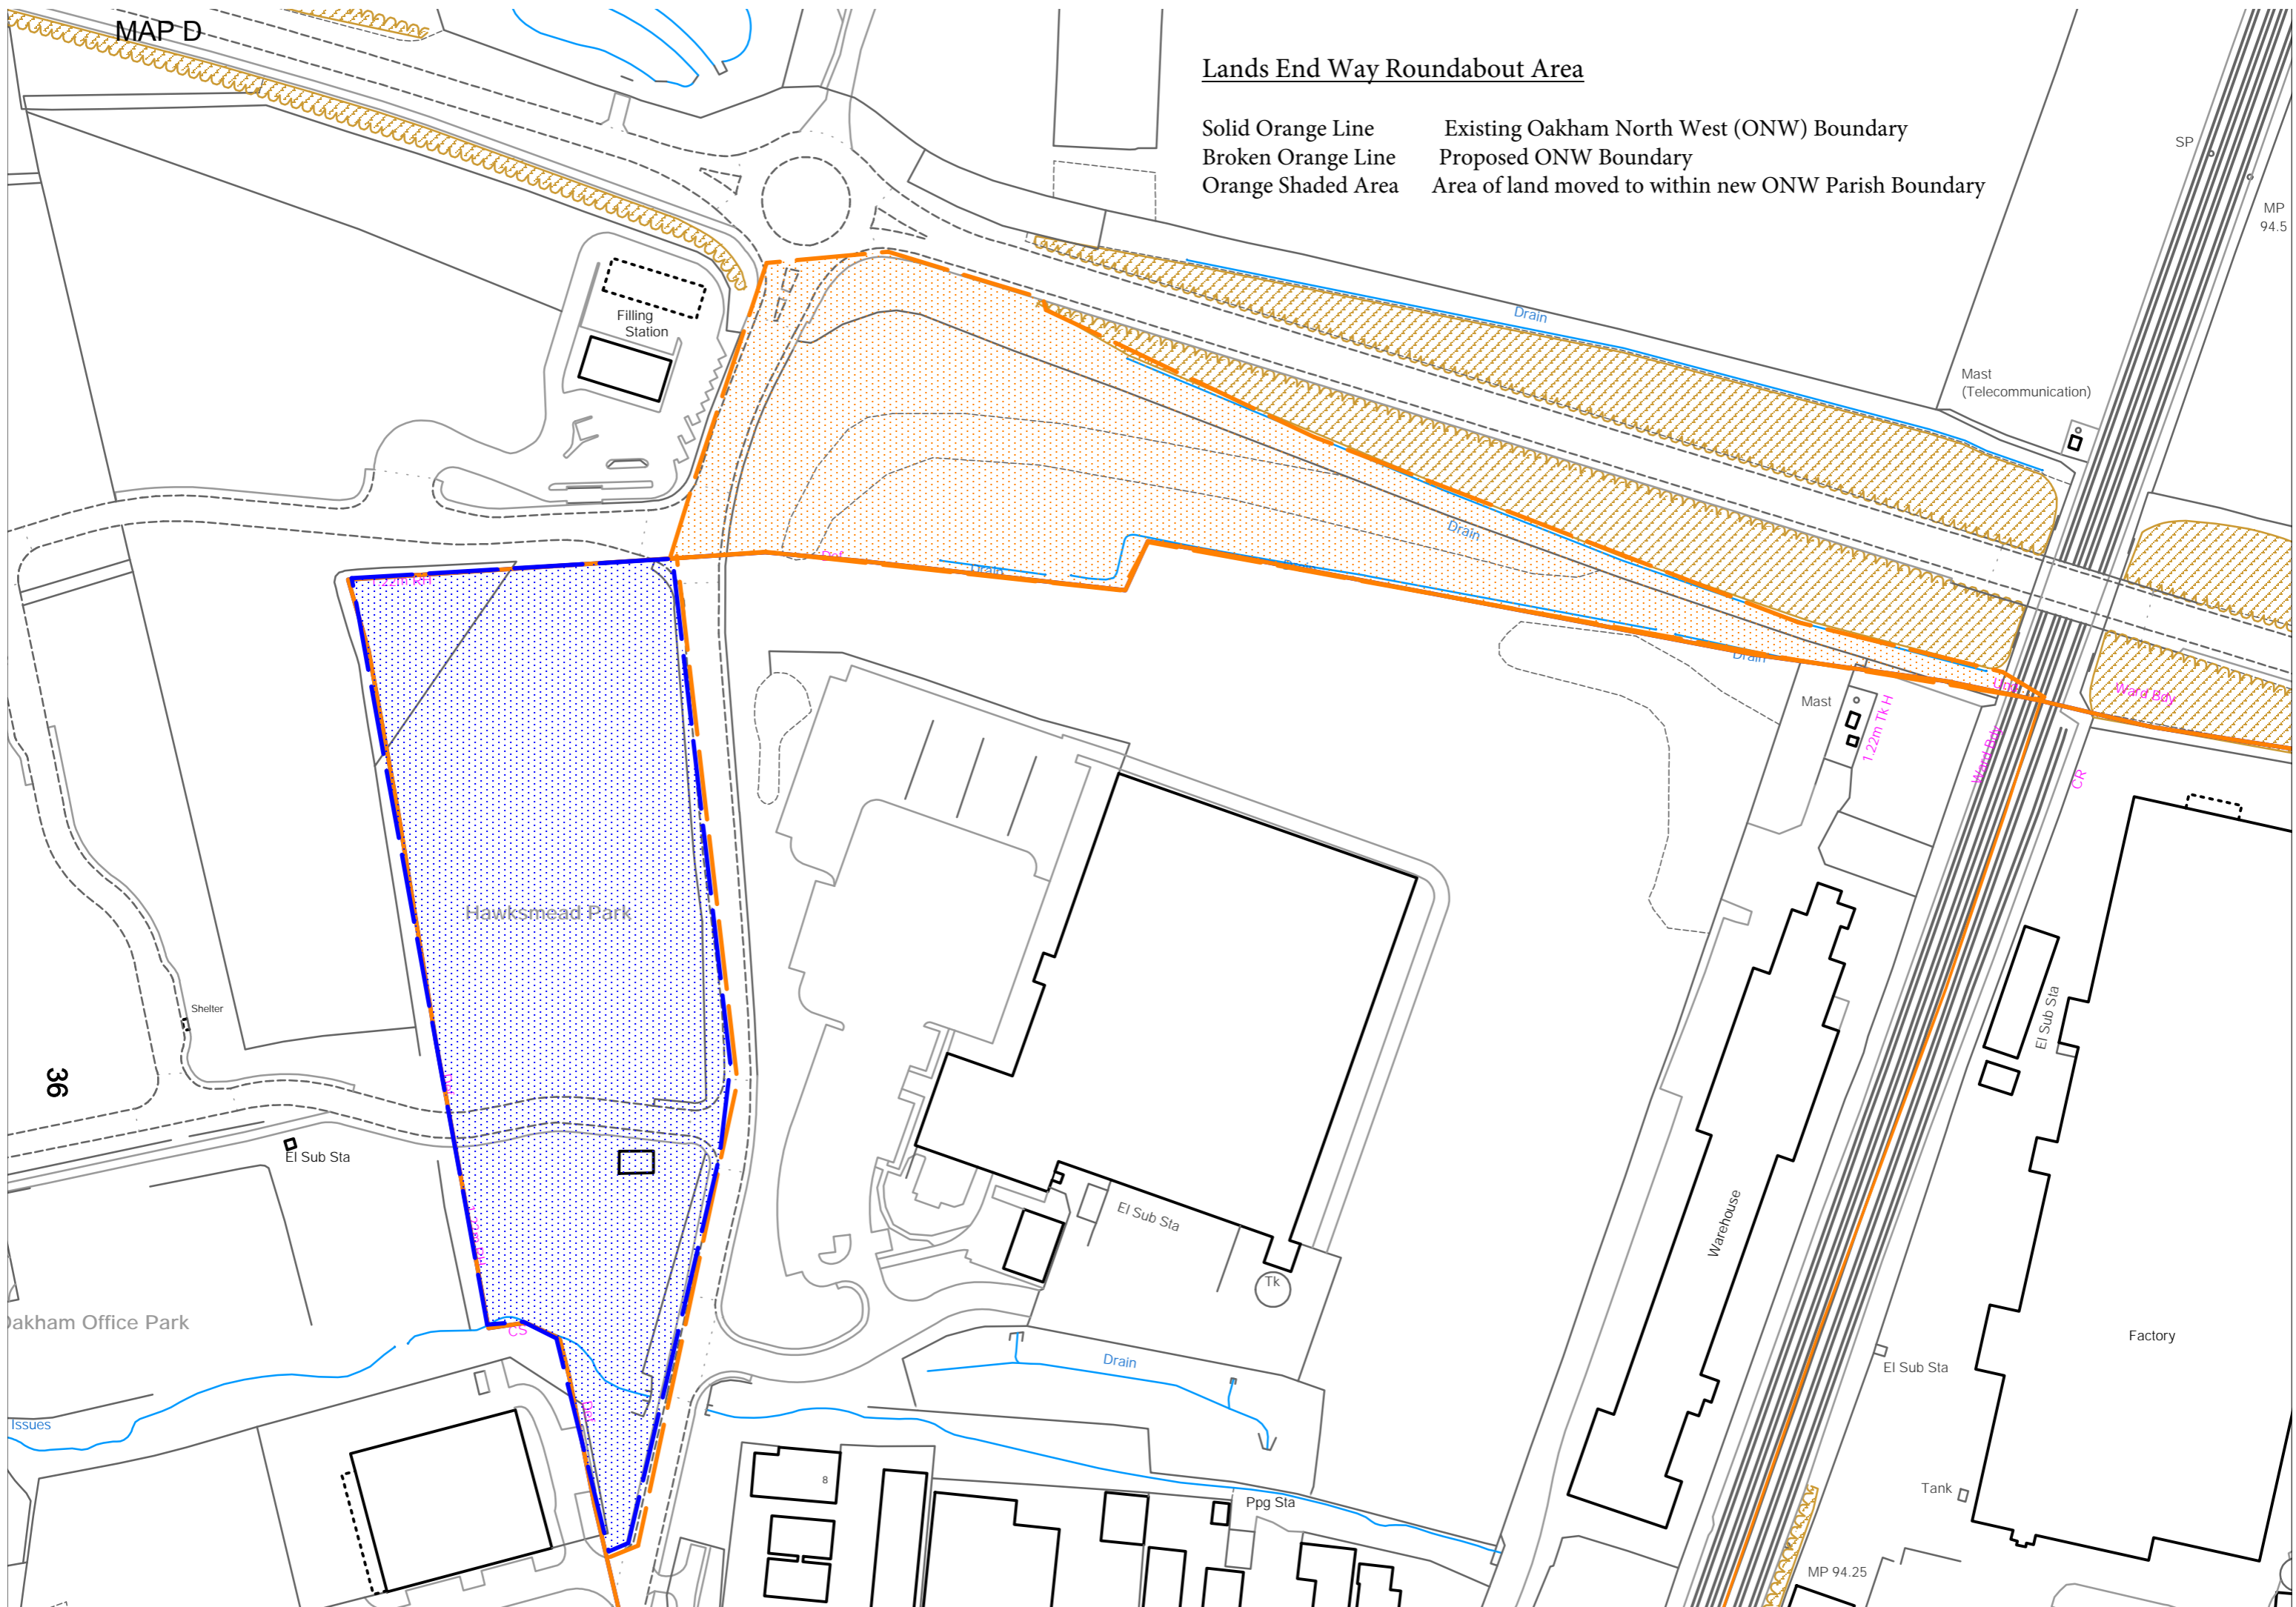 MAP D
Lands End Way Roundabout Area
Solid Orange Line Existing Oakham North West (ONW) Boundary
Broken Orange Line Proposed ONW Boundary
Orange Shaded Area Area of land moved to within new ONW Parish Boundary
SP
MP
94.5
Filling
Station
Drain
Mast
(Telecommunication)
Drain
Def
Drain
Drain
Drain
Und
Ward Bdy
Mast
1.22m Tk H
Ward Bdy
CR
Hawksmead Park
Shelter
El Sub Sta
36
El Sub Sta
El Sub Sta
Warehouse
Tk
Oakham Office Park
CS
Factory
Drain
El Sub Sta
Def
Issues
8
Tank
Ppg Sta
MP 94.25